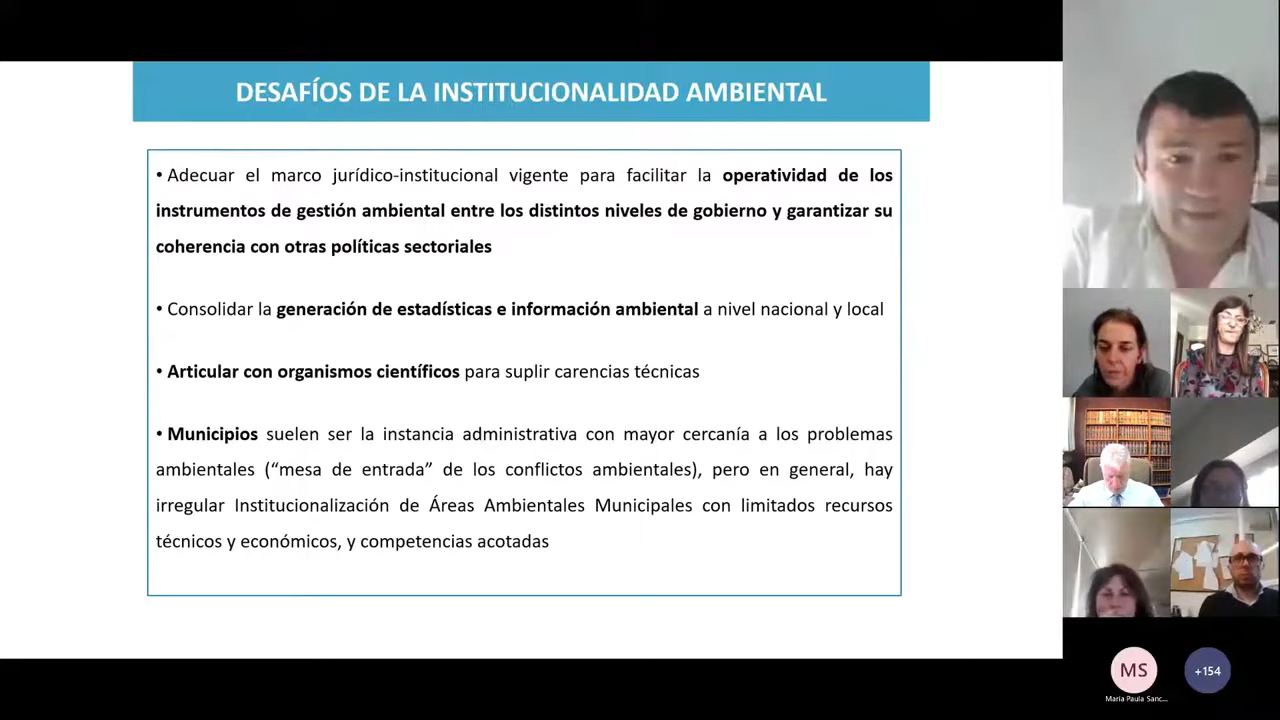 DESAFÍOS DE LA INSTITUCIONALIDAD AMBIENTAL
• Adecuar el marco jurídico-institucional vigente para facilitar la operatividad de los
instrumentos de gestión ambiental entre los distintos niveles de gobierno y garantizar su
coherencia con otras políticas sectoriales
• Consolidar la generación de estadísticas e información ambiental a nivel nacional y local
• Articular con organismos científicos para suplir carencias técnicas
• Municipios suelen ser la instancia administrativa con mayor cercanía a los problemas
ambientales (“mesa de entrada” de los conflictos ambientales), pero en general, hay
irregular Institucionalización de Áreas Ambientales Municipales con limitados recursos
técnicos y económicos, y competencias acotadas
MS
+154
Maria Paula Sanc...